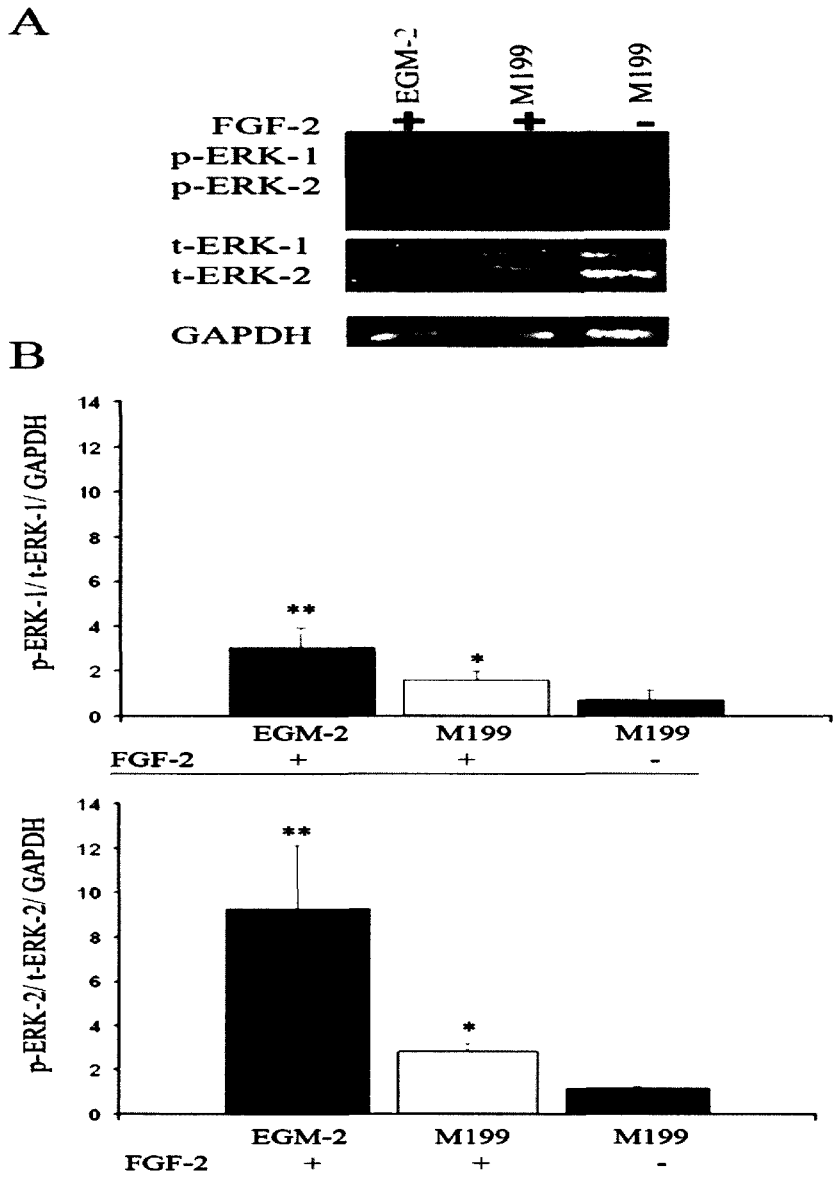 A
EGM-2
M199
M199
FGF-2 + + -
p-ERK-1
p-ERK-2
t-ERK-1
t-ERK-2
GAPDH
B
p-ERK-1/t-ERK-1/GAPDH
14
12
10
8
6
4
2
0
**
*
EGM-2 M199 M199
FGF-2 + + -
p-ERK-2/t-ERK-2/GAPDH
14
12
10
8
6
4
2
0
**
*
EGM-2 M199 M199
FGF-2 + + -